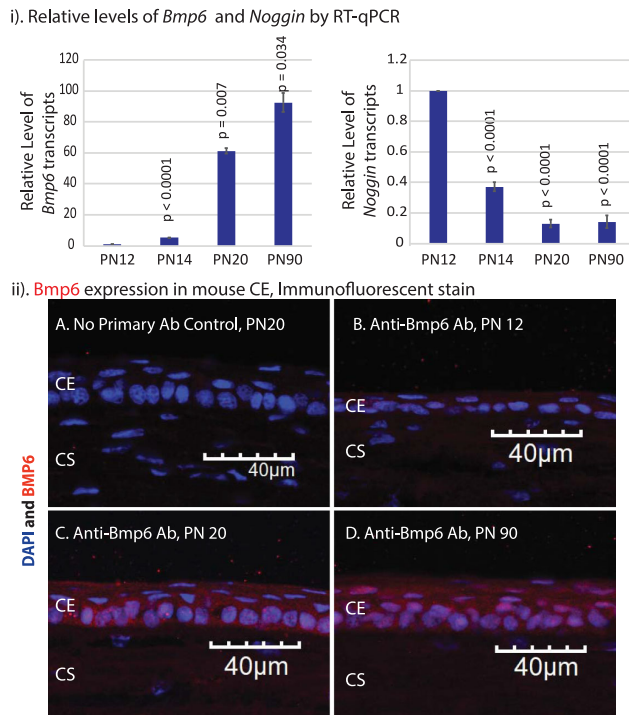 i). Relative levels of Bmp6 and Noggin by RT-qPCR
Relative Level of
Bmp6 transcripts
120
100
80
60
40
20
0
p < 0.0001
p = 0.007
p = 0.034
PN12 PN14 PN20 PN90
Relative Level of
Noggin transcripts
1.2
1
0.8
0.6
0.4
0.2
0
p < 0.0001
p < 0.0001
p < 0.0001
PN12 PN14 PN20 PN90
ii). Bmp6 expression in mouse CE, Immunofluorescent stain
DAPI and BMP6
A. No Primary Ab Control, PN20
CE
CS
40µm
B. Anti-Bmp6 Ab, PN 12
CE
CS
40µm
C. Anti-Bmp6 Ab, PN 20
CE
CS
40µm
D. Anti-Bmp6 Ab, PN 90
CE
CS
40µm